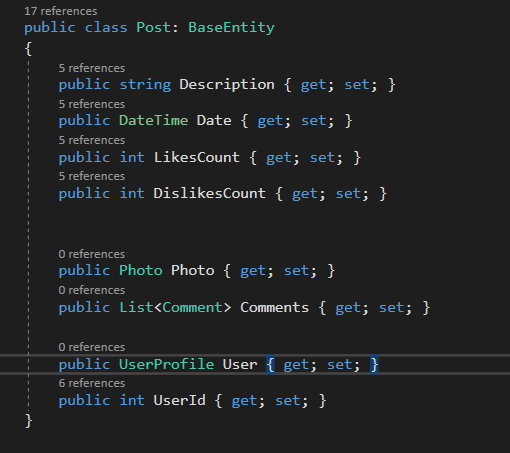 17 references
public class Post: BaseEntity
{
5 references
public string Description { get; set; }
5 references
public DateTime Date { get; set; }
5 references
public int LikesCount { get; set; }
5 references
public int DislikesCount { get; set; }
0 references
public Photo Photo { get; set; }
0 references
public List<Comment> Comments { get; set; }
0 references
public UserProfile User { get; set; }
6 references
public int UserId { get; set; }
}